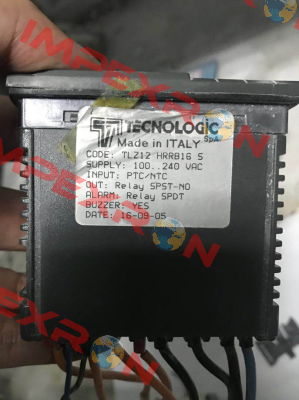 TECNOLOGIC SpA
Made in ITALY
CODE: TLZ12 HRRB16 S
SUPPLY: 100..240 VAC
INPUT: PTC/NTC
OUT: Relay SPST-NO
ALARM: Relay SPDT
BUZZER: YES
DATE: 16-09-05
IMPEXRON